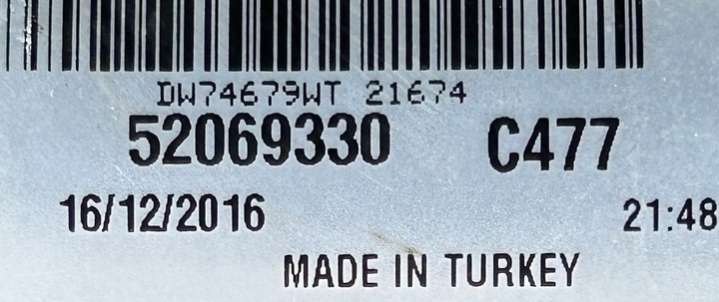 DW74679WT 21674
52069330 C477
16/12/2016 21:48
MADE IN TURKEY